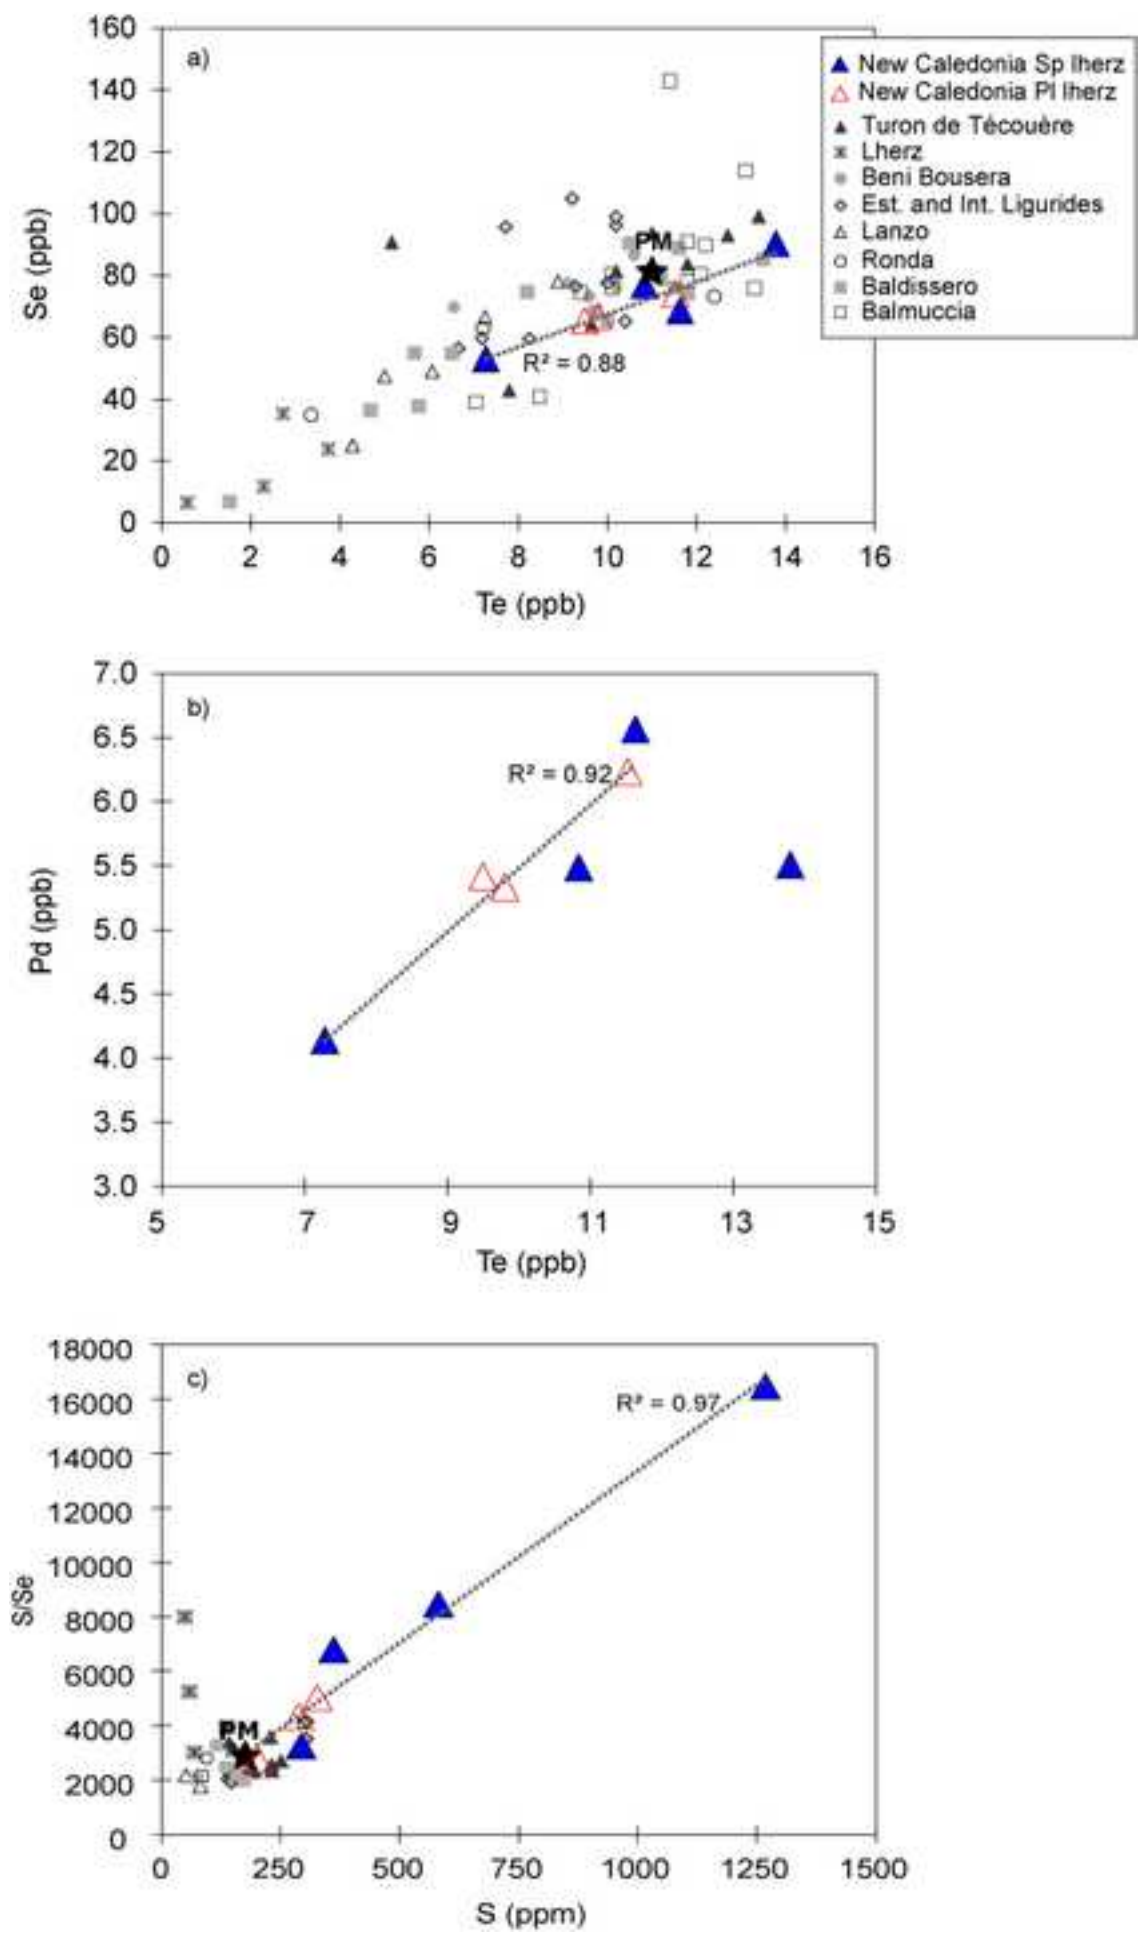 160
a)
140
120
100
80
60
40
20
0
Se (ppb)
PM
R² = 0.88
0 2 4 6 8 10 12 14 16
Te (ppb)
New Caledonia Sp lherz
New Caledonia Pl lherz
Turon de Técouère
Lherz
Beni Bousera
Est. and Int. Ligurides
Lanzo
Ronda
Baldissero
Balmuccia
7.0
b)
6.5
6.0
5.5
5.0
4.5
4.0
3.5
3.0
Pd (ppb)
R² = 0.92
5 7 9 11 13 15
Te (ppb)
18000
c)
16000
14000
12000
10000
8000
6000
4000
2000
0
S/Se
R² = 0.97
PM
0 250 500 750 1000 1250 1500
S (ppm)